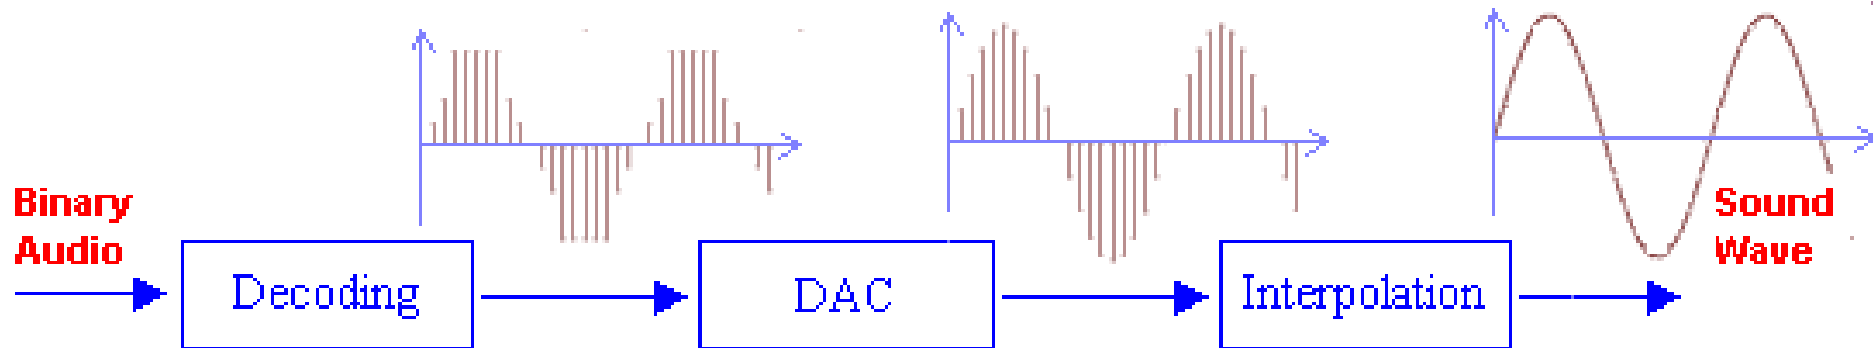 Binary
Audio
Decoding
DAC
Interpolation
Sound
Wave